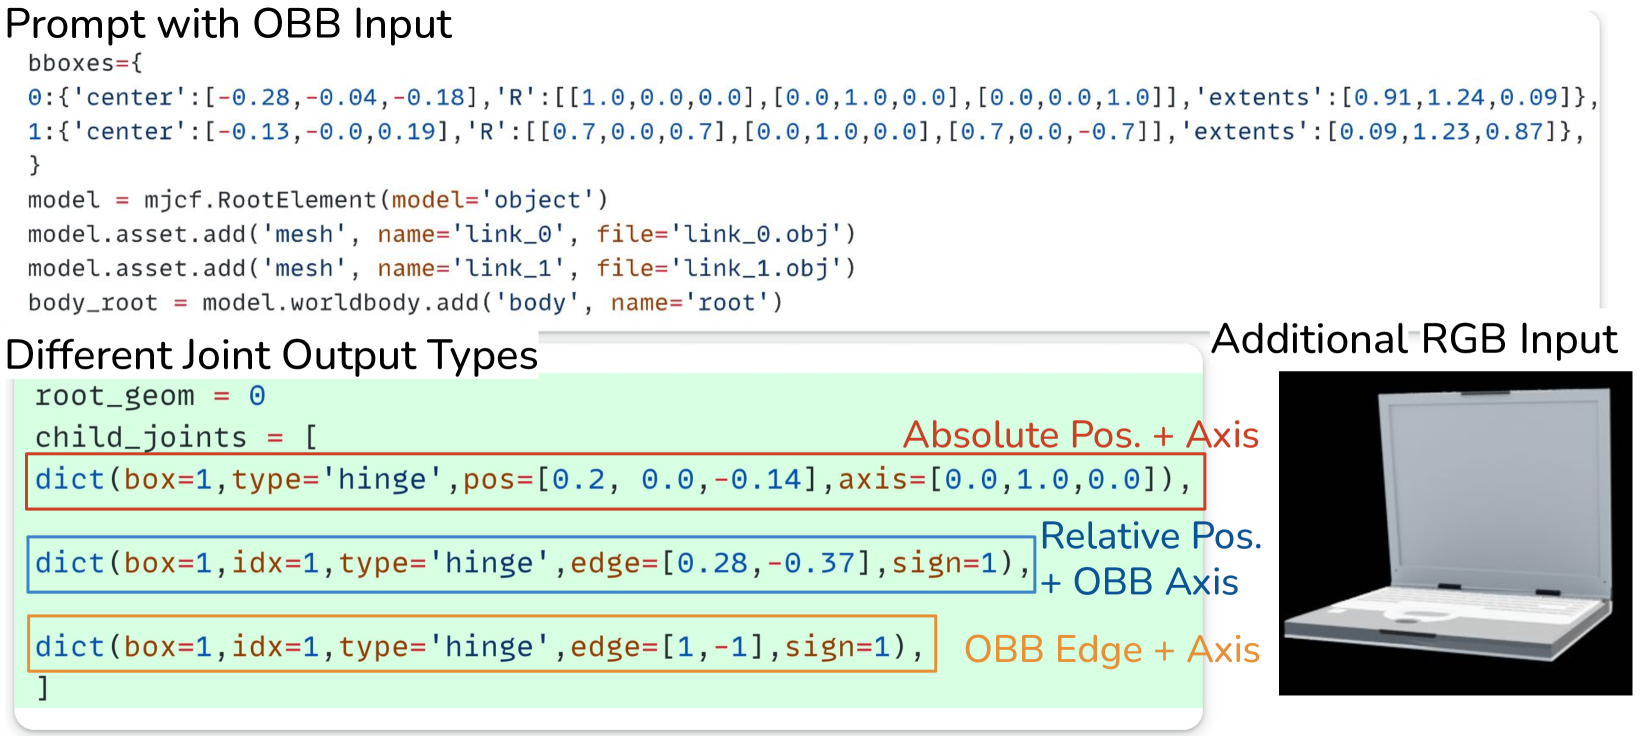 Prompt with OBB Input
bboxes={
0:{'center':[-0.28,-0.04,-0.18],'R':[[1.0,0.0,0.0],[0.0,1.0,0.0],[0.0,0.0,1.0]],'extents':[0.91,1.24,0.09]},
1:{'center':[-0.13,-0.0,0.19],'R':[[0.7,0.0,0.7],[0.0,1.0,0.0],[0.7,0.0,-0.7]],'extents':[0.09,1.23,0.87]},
}
model = mjcf.RootElement(model='object')
model.asset.add('mesh', name='link_0', file='link_0.obj')
model.asset.add('mesh', name='link_1', file='link_1.obj')
body_root = model.worldbody.add('body', name='root')
Different Joint Output Types
root_geom = 0
child_joints = [
Absolute Pos. + Axis
dict(box=1,type='hinge',pos=[0.2, 0.0,-0.14],axis=[0.0,1.0,0.0]),
dict(box=1,idx=1,type='hinge',edge=[0.28,-0.37],sign=1),
Relative Pos.
+ OBB Axis
dict(box=1,idx=1,type='hinge',edge=[1,-1],sign=1),
OBB Edge + Axis
]
Additional RGB Input